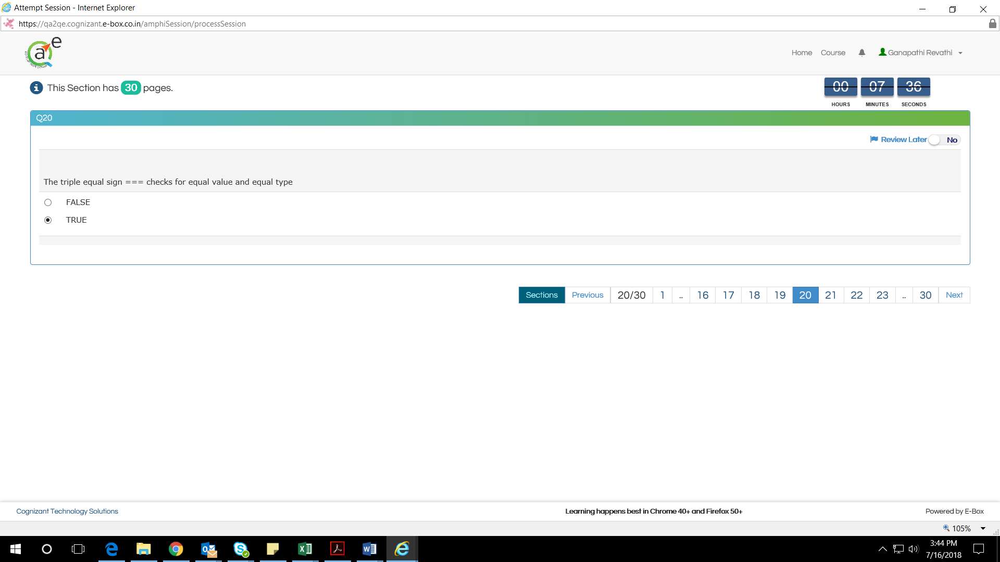 Attempt Session - Internet Explorer
https://qa2qe.cognizant.e-box.co.in/amphiSession/processSession
a e
Home Course Ganapathi Revathi
This Section has 30 pages.
00 07 36
HOURS MINUTES SECONDS
Q20
Review Later No
The triple equal sign === checks for equal value and equal type
FALSE
TRUE
Sections Previous 20/30 1 .. 16 17 18 19 20 21 22 23 .. 30 Next
Cognizant Technology Solutions Learning happens best in Chrome 40+ and Firefox 50+ Powered by E-Box
105%
3:44 PM
7/16/2018